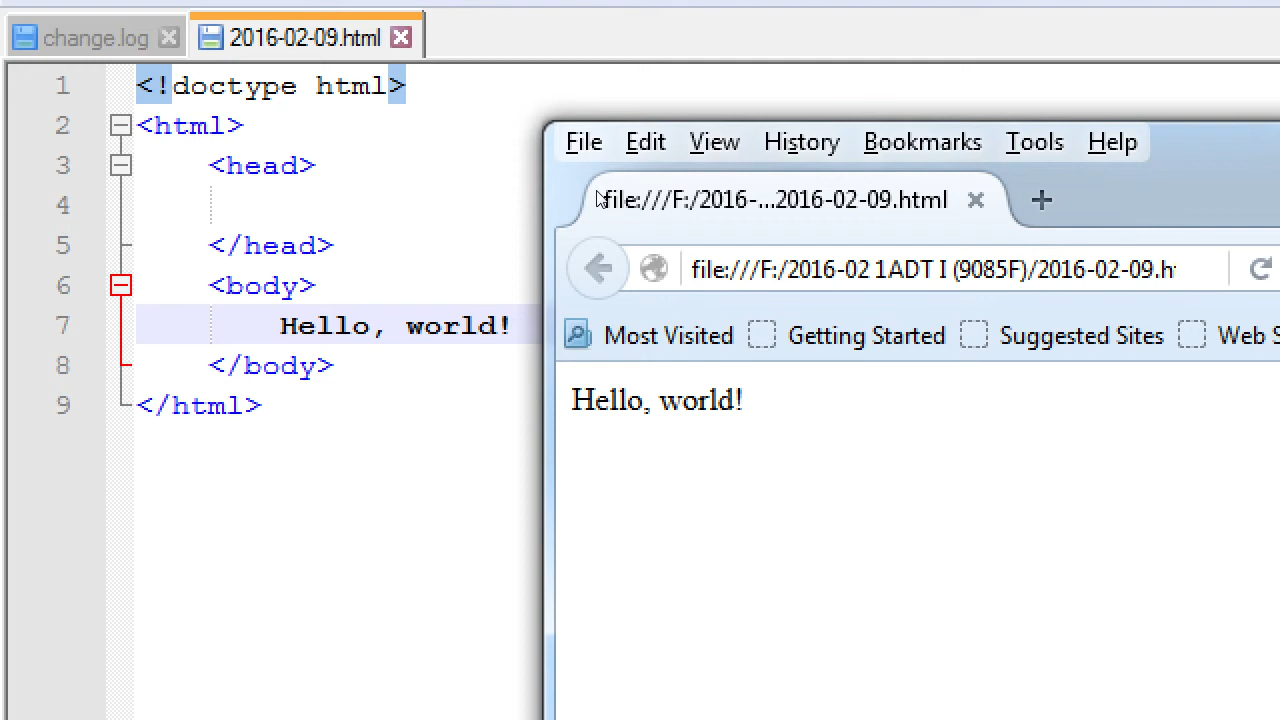 change.log 2016-02-09.html
1 <!doctype html>
2 <html>
3 <head>
4
5 </head>
6 <body>
7 Hello, world!
8 </body>
9 </html>
File Edit View History Bookmarks Tools Help
file:///F:/2016-...2016-02-09.html
file:///F:/2016-02 1ADT I (9085F)/2016-02-09.h
Most Visited Getting Started Suggested Sites Web S
Hello, world!